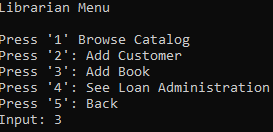 Librarian Menu
Press '1' Browse Catalog
Press '2': Add Customer
Press '3': Add Book
Press '4': See Loan Administration
Press '5': Back
Input: 3